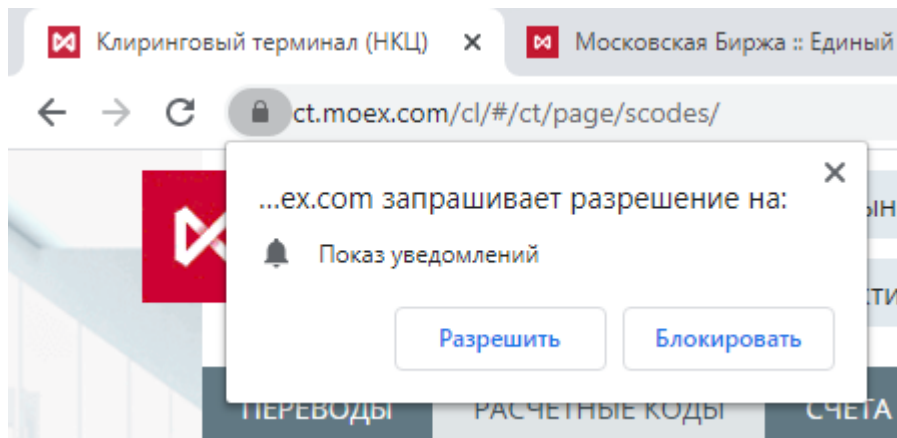 Клиринговый терминал (НКЦ)
Московская Биржа :: Единый
ct.moex.com/cl/#/ct/page/scodes/
...ex.com запрашивает разрешение на:
Показ уведомлений
Разрешить
Блокировать
ПЕРЕВОДЫ
РАСЧЕТНЫЕ КОДЫ
СЧЕТА